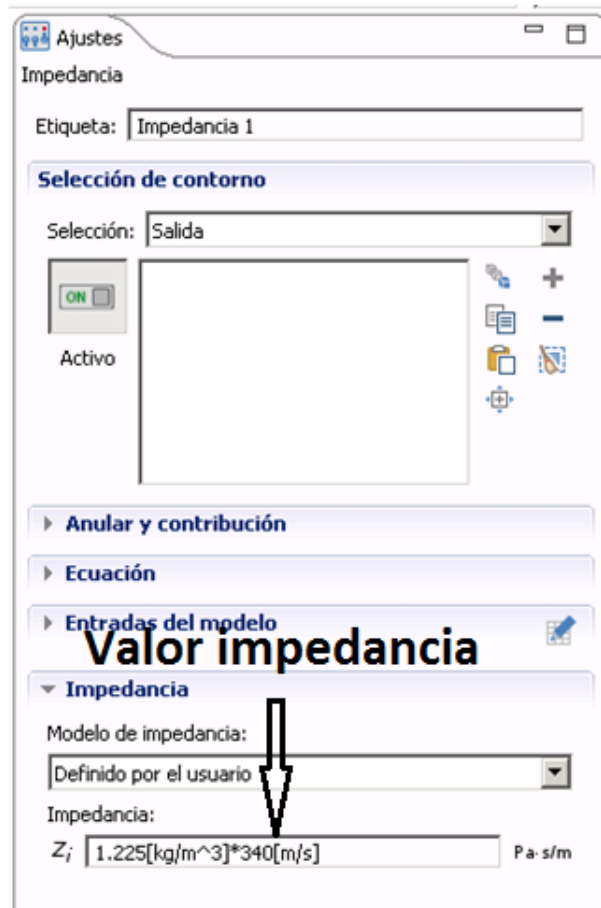 Ajustes
Impedancia
Etiqueta: Impedancia 1
Selección de contorno
Selección: Salida
ON
Activo
Anular y contribución
Ecuación
Entradas del modelo
Valor impedancia
Impedancia
Modelo de impedancia:
Definido por el usuario
Impedancia:
Zi 1.225[kg/m^3]*340[m/s] Pa·s/m